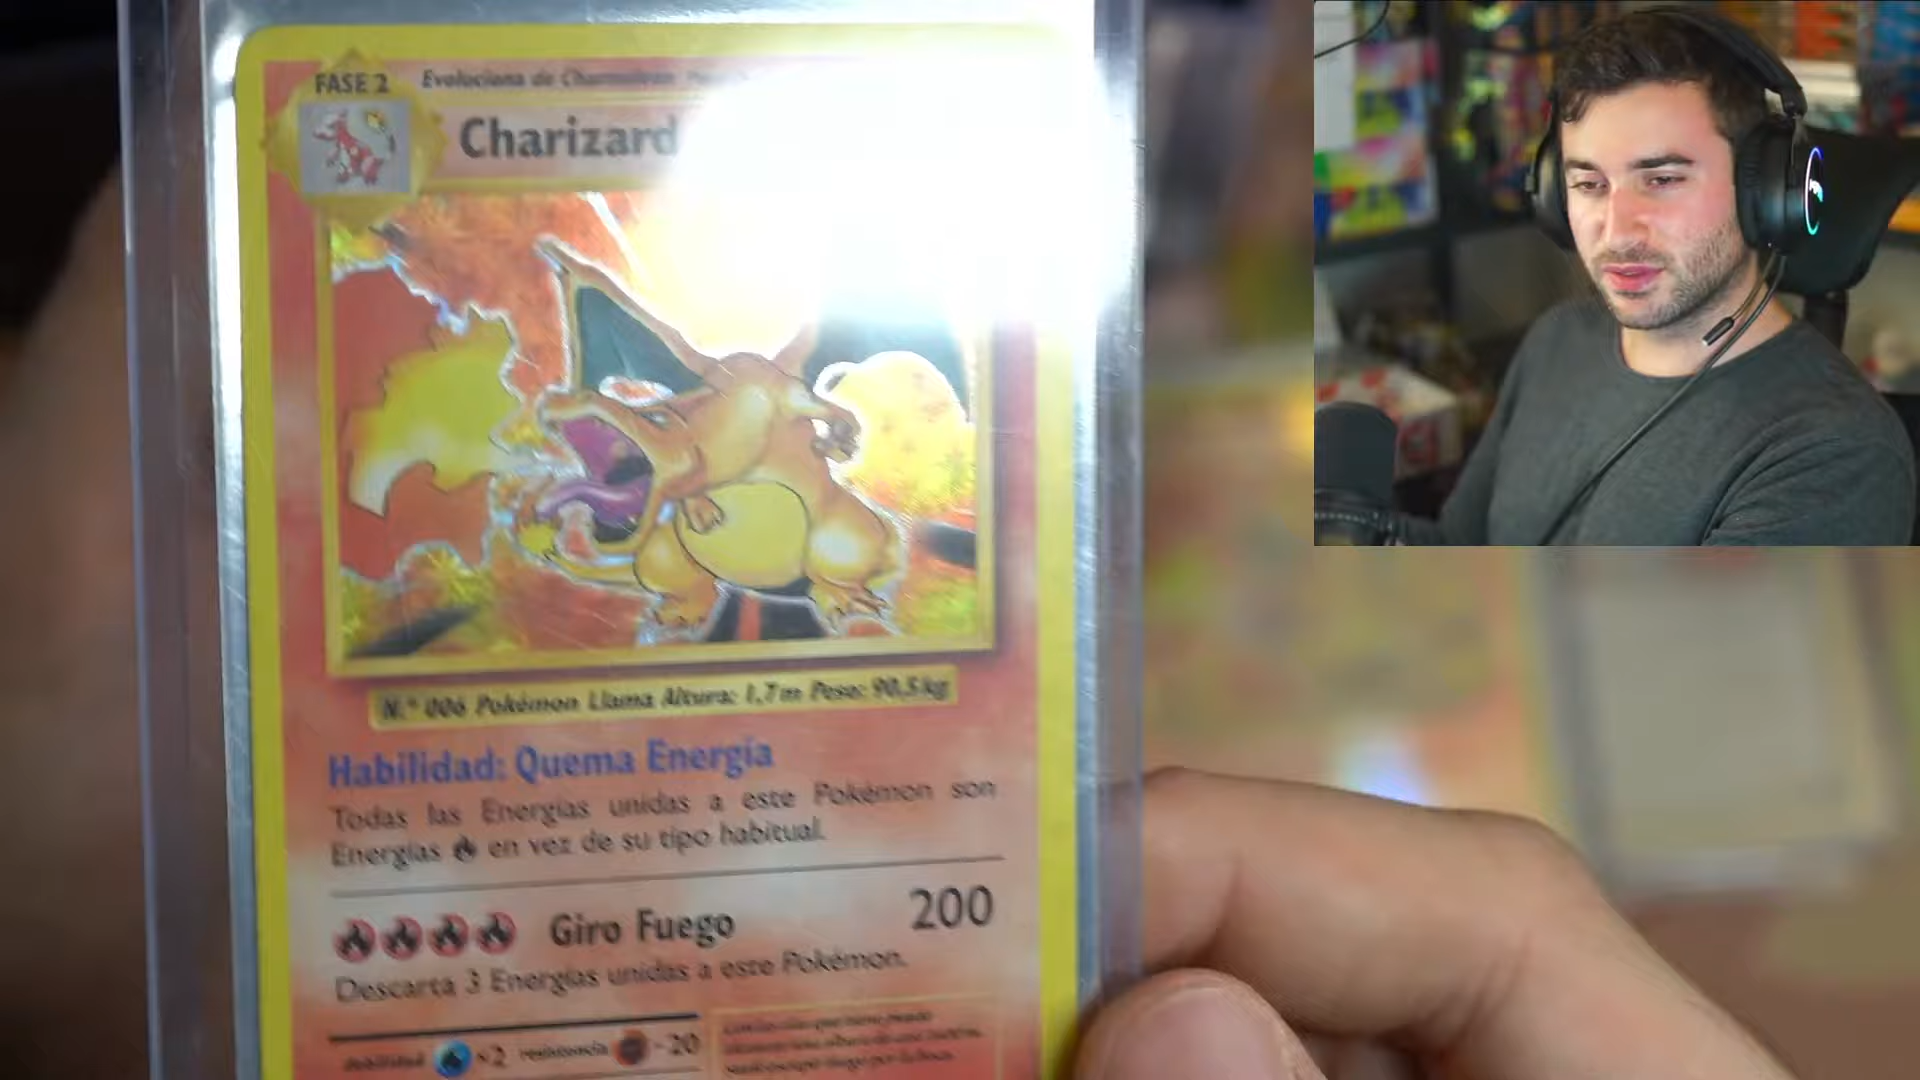 FASE 2
Evoluciona de Charmeleon
Charizard
N.º 006 Pokémon Llama Altura: 1,7 m Peso: 90,5 kg
Habilidad: Quema Energía
Todas las Energías unidas a este Pokémon son
Energías en vez de su tipo habitual.
Giro Fuego 200
Descarta 3 Energías unidas a este Pokémon.
debilidad ×2 resistencia -20